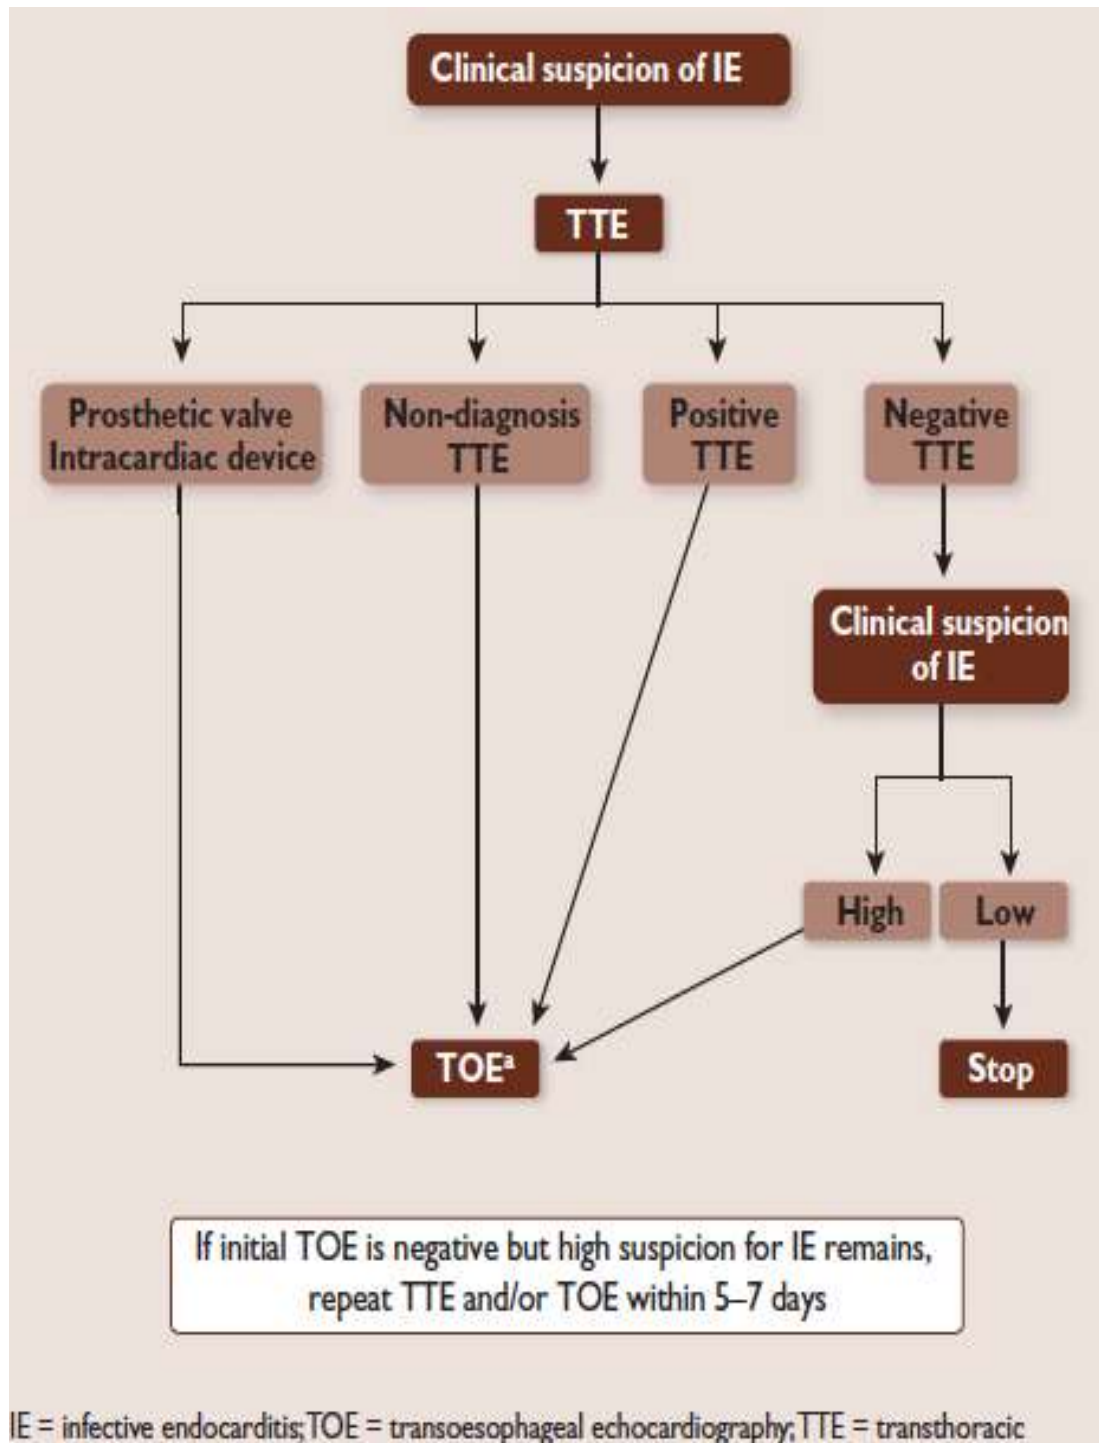 Clinical suspicion of IE
TTE
Prosthetic valve
Intracardiac device
Non-diagnosis
TTE
Positive
TTE
Negative
TTE
Clinical suspicion
of IE
High
Low
TOEª
Stop
If initial TOE is negative but high suspicion for IE remains,
repeat TTE and/or TOE within 5–7 days
IE = infective endocarditis; TOE = transoesophageal echocardiography; TTE = transthoracic